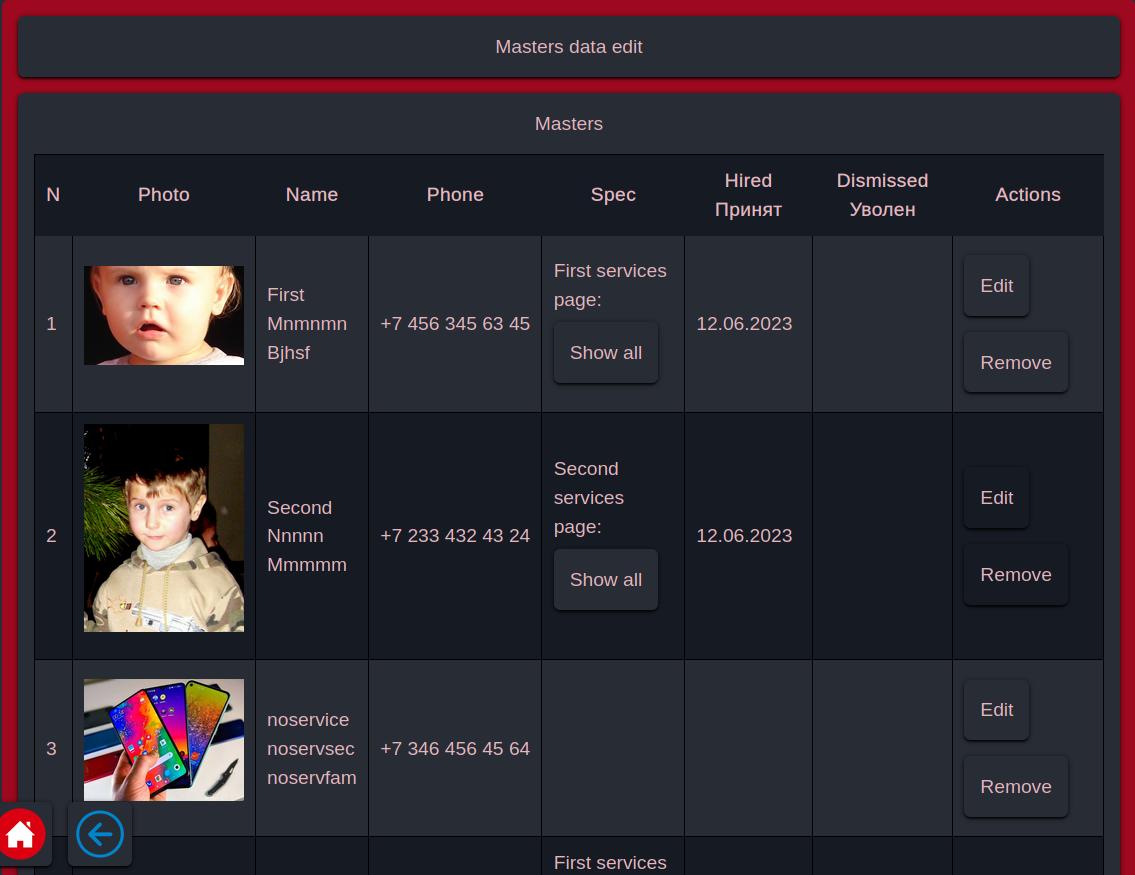 Masters data edit
Masters
N
Photo
Name
Phone
Spec
Hired
Принят
Dismissed
Уволен
Actions
1
First
Mnmnmn
Bjhsf
+7 456 345 63 45
First services
page:
Show all
12.06.2023
Edit
Remove
2
Second
Nnnnn
Mmmmm
+7 233 432 43 24
Second
services
page:
Show all
12.06.2023
Edit
Remove
3
noservice
noservsec
noservfam
+7 346 456 45 64
Edit
Remove
First services